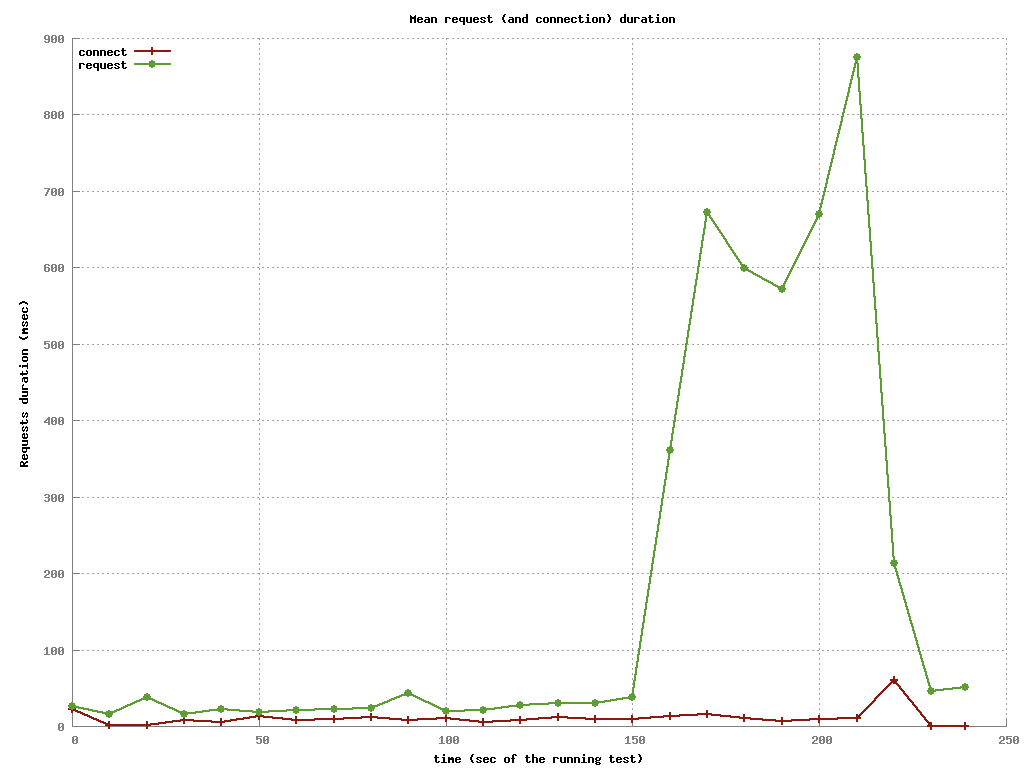 Mean request (and connection) duration
900
connect
request
800
700
600
500
400
300
200
100
0
Requests duration (msec)
0 50 100 150 200 250
time (sec of the running test)